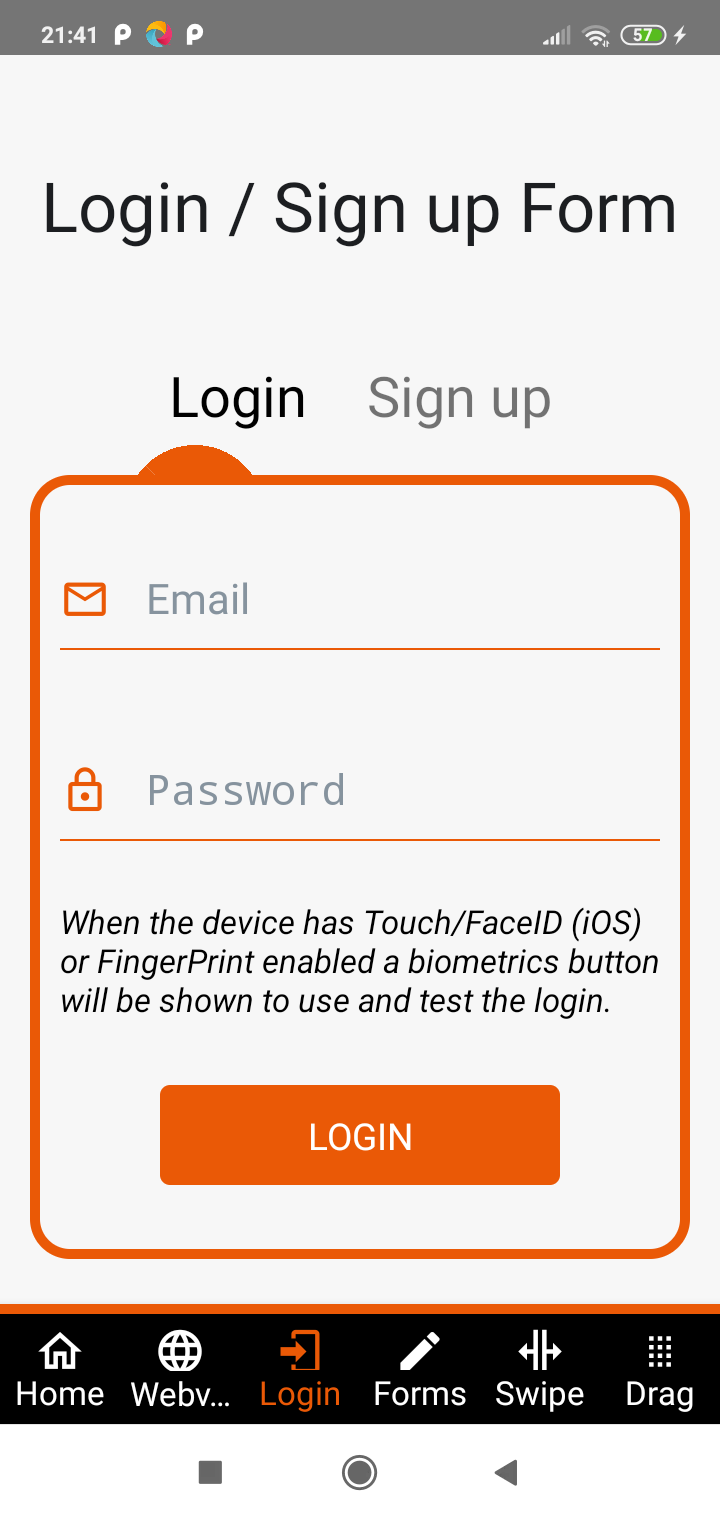 21:41
57
Login / Sign up Form
Login Sign up
Email
Password
When the device has Touch/FaceID (iOS)
or FingerPrint enabled a biometrics button
will be shown to use and test the login.
LOGIN
Home Webv... Login Forms Swipe Drag